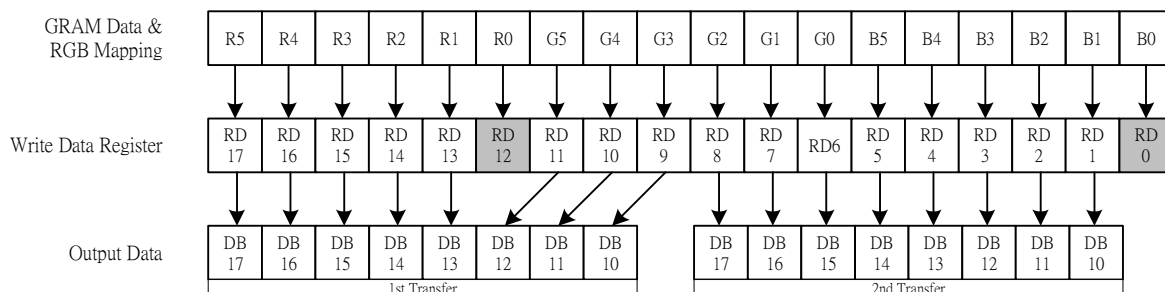 GRAM Data &
RGB Mapping
R5 R4 R3 R2 R1 R0 G5 G4 G3 G2 G1 G0 B5 B4 B3 B2 B1 B0
Write Data Register
RD RD RD RD RD RD RD RD RD RD RD RD6 RD RD RD RD RD RD
17 16 15 14 13 12 11 10 9 8 7 5 4 3 2 1 0
Output Data
DB DB DB DB DB DB DB DB DB DB DB DB DB DB DB DB
17 16 15 14 13 12 11 10 17 16 15 14 13 12 11 10
1st Transfer 2nd Transfer